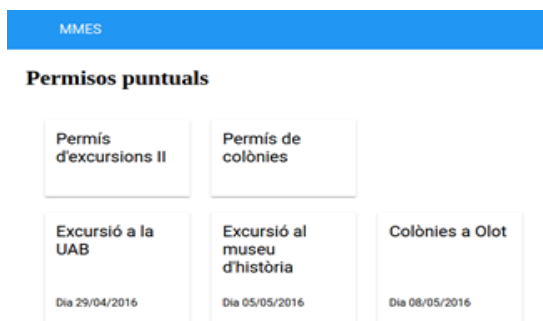 MMES
Permisos puntuals
Permís
d'excursions II
Permís de
colònies
Excursió a la
UAB
Dia 29/04/2016
Excursió al
museu
d'història
Dia 05/05/2016
Colònies a Olot
Dia 08/05/2016